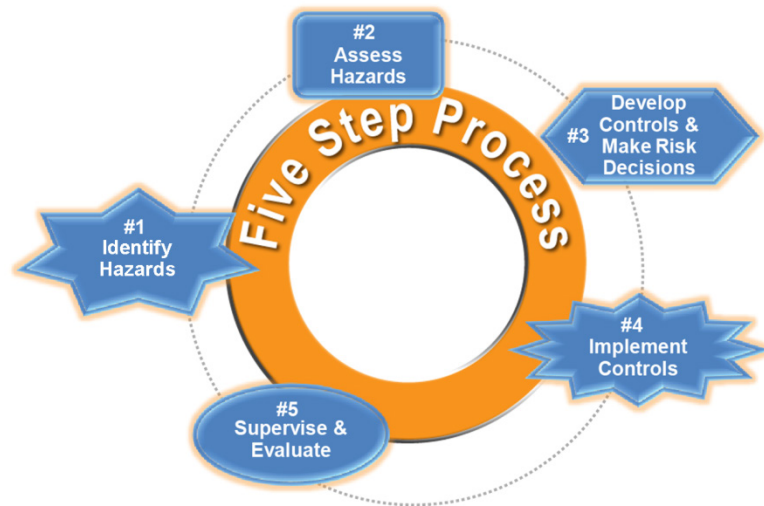 Five Step Process
#1
Identify
Hazards
#2
Assess
Hazards
#3
Develop
Controls &
Make Risk
Decisions
#4
Implement
Controls
#5
Supervise &
Evaluate